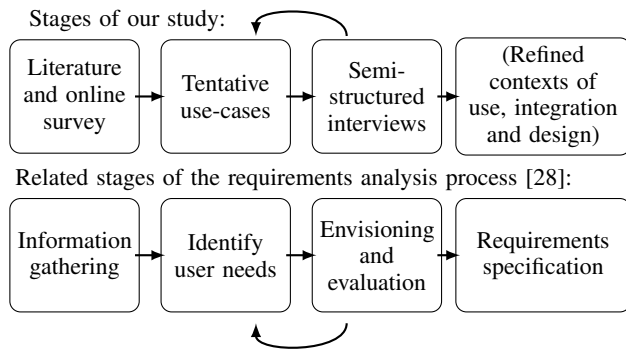 Stages of our study:
Literature
and online
survey
Tentative
use-cases
Semi-
structured
interviews
(Refined
contexts of
use, integration
and design)
Related stages of the requirements analysis process [28]:
Information
gathering
Identify
user needs
Envisioning
and
evaluation
Requirements
specification